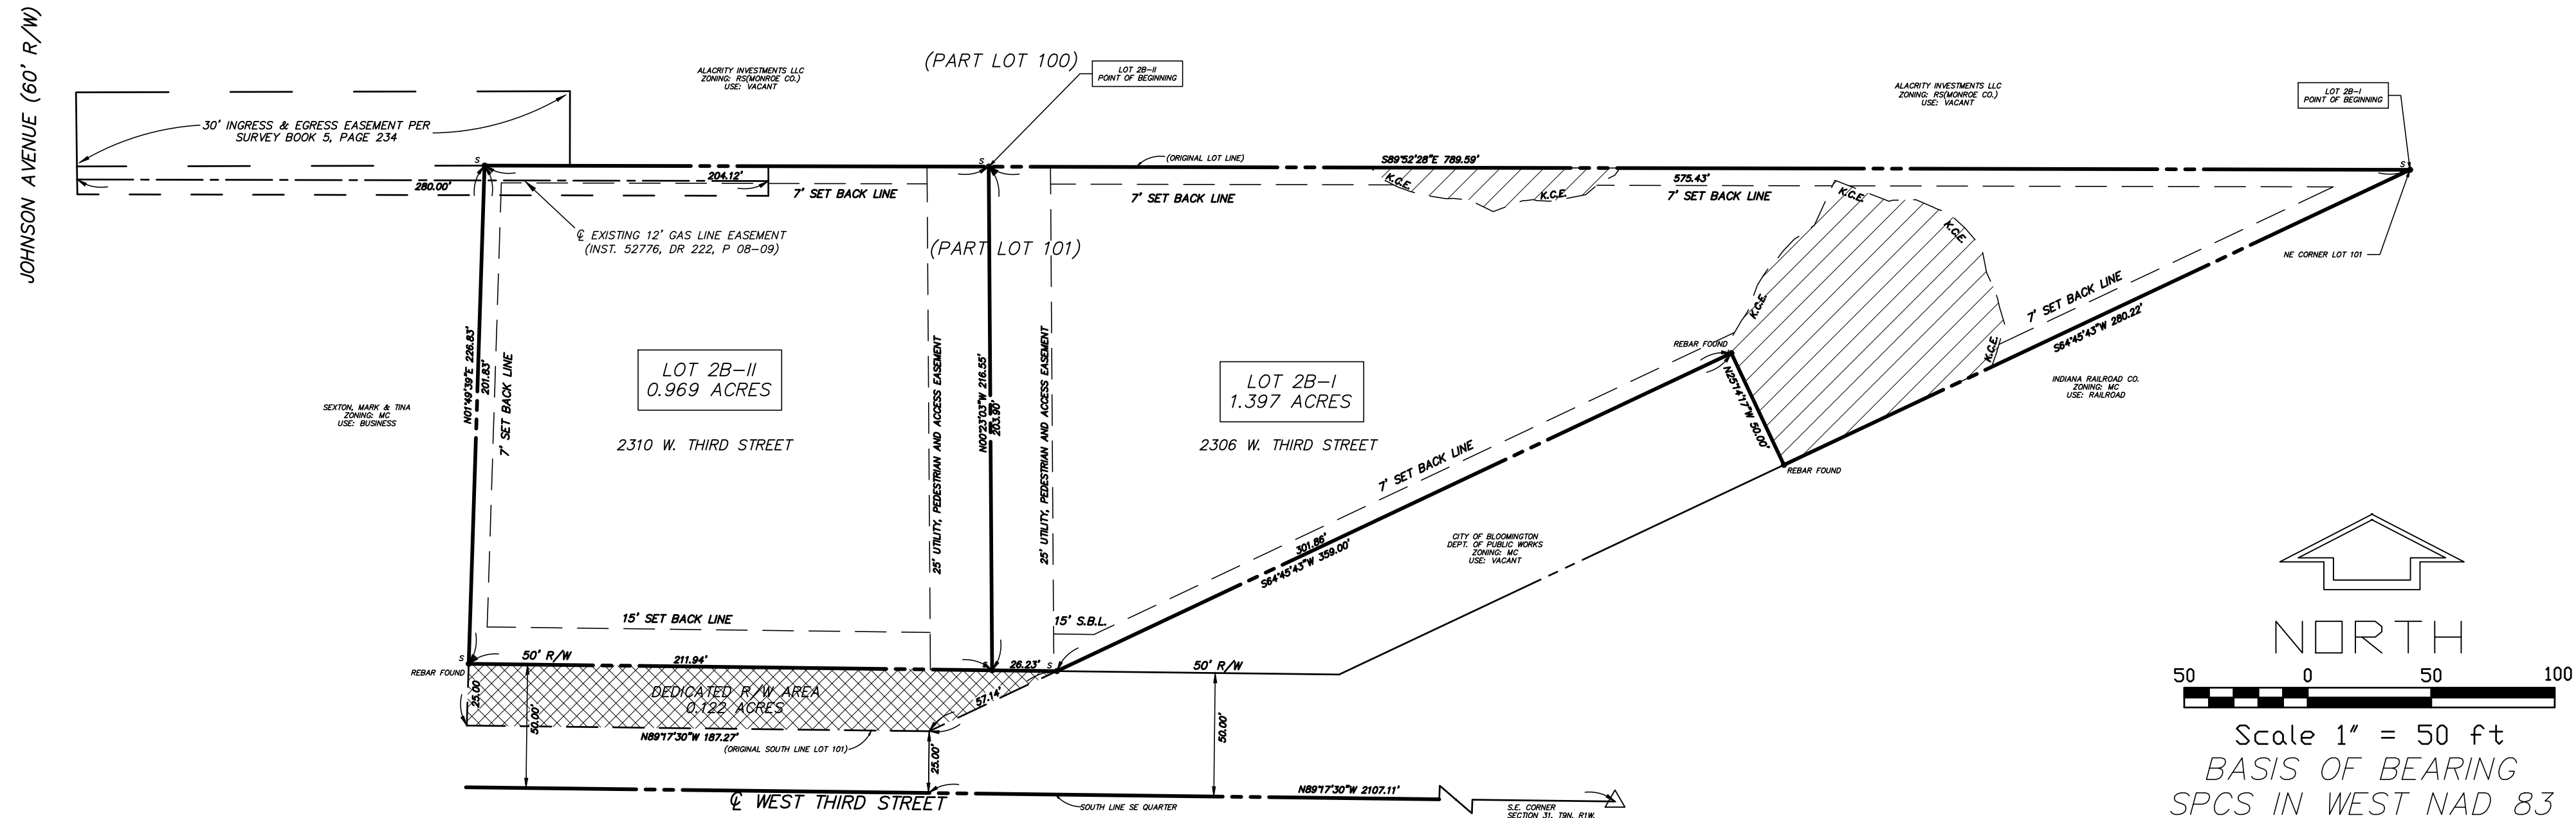 JOHNSON AVENUE (60' R/W)
(PART LOT 100)
ALACRITY INVESTMENTS LLC
ZONING: RS(MONROE CO.)
USE: VACANT
LOT 2B-II
POINT OF BEGINNING
ALACRITY INVESTMENTS LLC
ZONING: RS(MONROE CO.)
USE: VACANT
LOT 2B-I
POINT OF BEGINNING
30' INGRESS & EGRESS EASEMENT PER
SURVEY BOOK 5, PAGE 234
S
S
(ORIGINAL LOT LINE)
S89°52'28"E 789.59'
S
280.00'
204.12'
7' SET BACK LINE
7' SET BACK LINE
K.C.E.
K.C.E.
575.43'
7' SET BACK LINE
K.C.E.
K.C.E.
℄ EXISTING 12' GAS LINE EASEMENT
(INST. 52776, DR 222, P 08-09)
(PART LOT 101)
NE CORNER LOT 101
7' SET BACK LINE
S64°45'43"W 280.22'
K.C.E.
K.C.E.
N01°49'39"E 226.83'
201.83'
7' SET BACK LINE
LOT 2B-II
0.969 ACRES
2310 W. THIRD STREET
25' UTILITY, PEDESTRIAN AND ACCESS EASEMENT
N00°23'03"W 216.55'
203.90'
25' UTILITY, PEDESTRIAN AND ACCESS EASEMENT
LOT 2B-I
1.397 ACRES
2306 W. THIRD STREET
REBAR FOUND
N25°14'17"W 50.00'
REBAR FOUND
SEXTON, MARK & TINA
ZONING: MC
USE: BUSINESS
INDIANA RAILROAD CO.
ZONING: MC
USE: RAILROAD
7' SET BACK LINE
301.86'
S64°45'43"W 359.00'
CITY OF BLOOMINGTON
DEPT. OF PUBLIC WORKS
ZONING: MC
USE: VACANT
15' SET BACK LINE
15' S.B.L.
S
REBAR FOUND
50' R/W
211.94'
S
26.23'
S
50' R/W
25.00'
50.00'
DEDICATED R/W AREA
0.122 ACRES
57.14'
N89°17'30"W 187.27'
(ORIGINAL SOUTH LINE LOT 101)
25.00'
50.00'
℄ WEST THIRD STREET
SOUTH LINE SE QUARTER
N89°17'30"W 2107.11'
S.E. CORNER
SECTION 31, T9N, R1W,
NORTH
50 0 50 100
Scale 1" = 50 ft
BASIS OF BEARING
SPCS IN WEST NAD 83